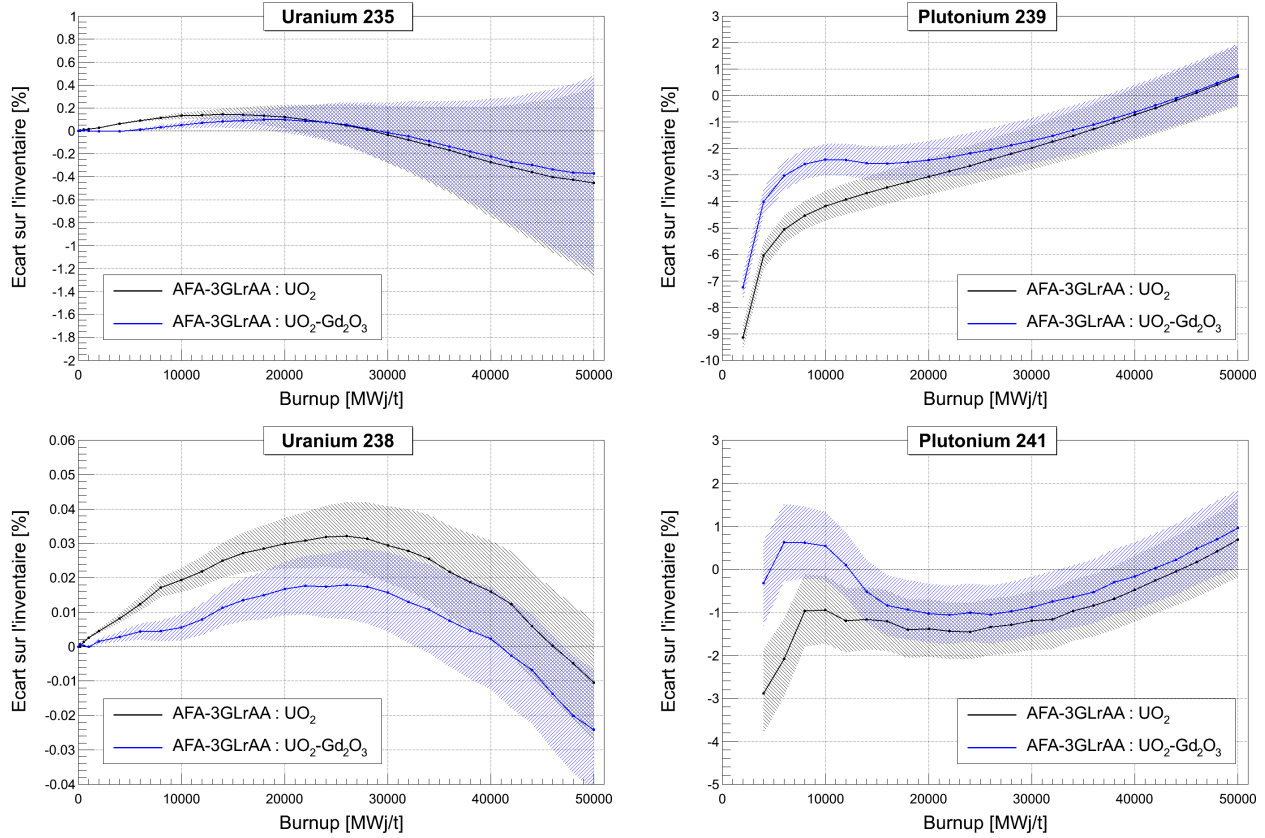 Uranium 235
Ecart sur l'inventaire [%]
1
0.8
0.6
0.4
0.2
0
-0.2
-0.4
-0.6
-0.8
-1
-1.2
-1.4
-1.6
-1.8
-2
AFA-3GLrAA : UO₂
AFA-3GLrAA : UO₂-Gd₂O₃
0 10000 20000 30000 40000 50000
Burnup [MWj/t]
Plutonium 239
Ecart sur l'inventaire [%]
3
2
1
0
-1
-2
-3
-4
-5
-6
-7
-8
-9
-10
AFA-3GLrAA : UO₂
AFA-3GLrAA : UO₂-Gd₂O₃
0 10000 20000 30000 40000 50000
Burnup [MWj/t]
Uranium 238
Ecart sur l'inventaire [%]
0.06
0.05
0.04
0.03
0.02
0.01
0
-0.01
-0.02
-0.03
-0.04
AFA-3GLrAA : UO₂
AFA-3GLrAA : UO₂-Gd₂O₃
0 10000 20000 30000 40000 50000
Burnup [MWj/t]
Plutonium 241
Ecart sur l'inventaire [%]
3
2
1
0
-1
-2
-3
-4
-5
AFA-3GLrAA : UO₂
AFA-3GLrAA : UO₂-Gd₂O₃
0 10000 20000 30000 40000 50000
Burnup [MWj/t]